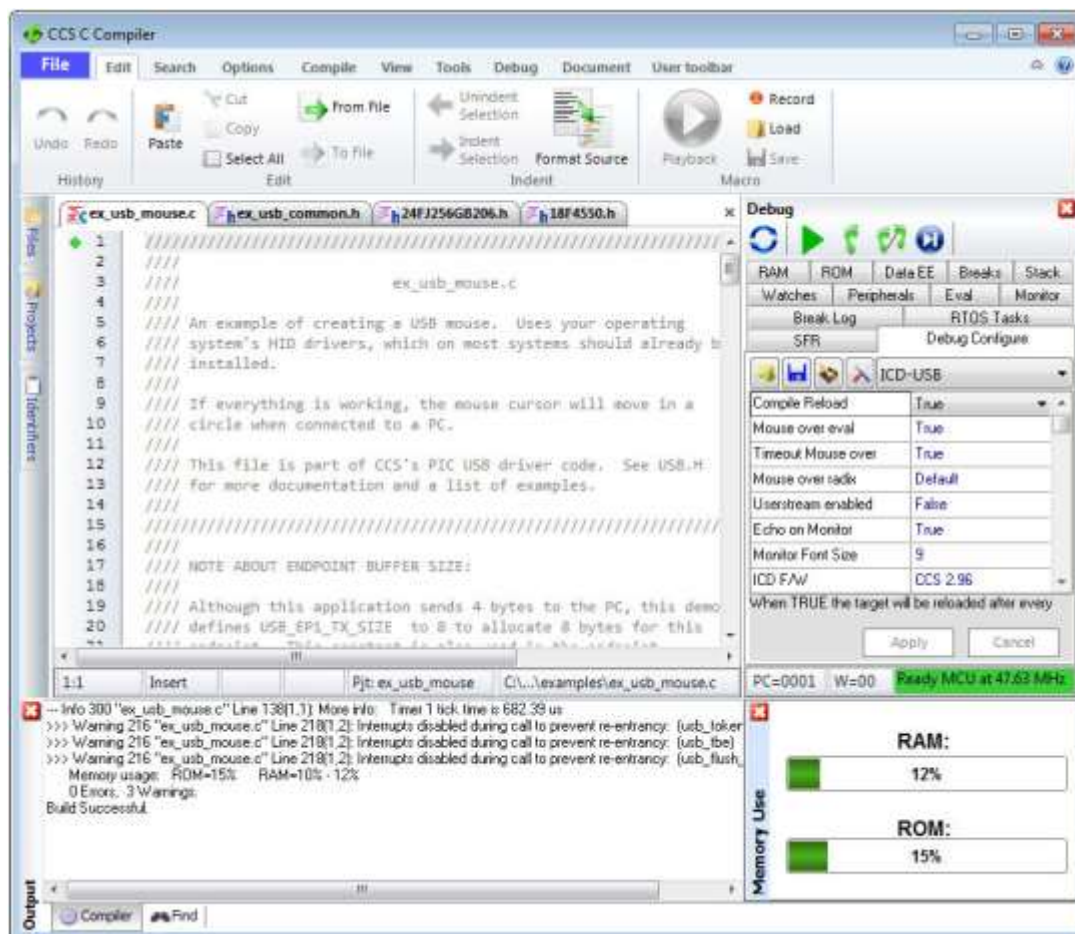 CCS C Compiler
File Edit Search Options Compile View Tools Debug Document User toolbar
Undo Redo
History
Paste
Cut
Copy
Select All
From File
To File
Edit
Unindent Selection
Indent Selection
Format Source
Indent
Playback
Record
Load
Save
Macro
Files
Projects
Identifiers
ex_usb_mouse.c ex_usb_common.h 24FJ256GB206.h 18F4550.h
1 ////////////////////////////////////////////////////////////////////
2 ////
3 //// ex_usb_mouse.c
4 ////
5 //// An example of creating a USB mouse. Uses your operating
6 //// system's HID drivers, which on most systems should already b
7 //// installed.
8 ////
9 //// If everything is working, the mouse cursor will move in a
10 //// circle when connected to a PC.
11 ////
12 //// This file is part of CCS's PIC USB driver code. See USB.H
13 //// for more documentation and a list of examples.
14 ////
15 ////////////////////////////////////////////////////////////////////
16 ////
17 //// NOTE ABOUT ENDPOINT BUFFER SIZE:
18 ////
19 //// Although this application sends 4 bytes to the PC, this demo
20 //// defines USB_EP1_TX_SIZE to 8 to allocate 8 bytes for this
1:1 Insert Pjt: ex_usb_mouse C:\...\examples\ex_usb_mouse.c
Debug
RAM ROM Data EE Breaks Stack
Watches Peripherals Eval Monitor
Break Log RTOS Tasks
SFR Debug Configure
ICD-USB
Compile Reload True
Mouse over eval True
Timeout Mouse over True
Mouse over radix Default
Userstream enabled False
Echo on Monitor True
Monitor Font Size 9
ICD F/W CCS 2.96
When TRUE the target will be reloaded after every
Apply Cancel
PC=0001 W=00 Ready MCU at 47.63 MHz
--- Info 300 "ex_usb_mouse.c" Line 138(1,1): More info: Timer 1 tick time is 682.39 us
>>> Warning 216 "ex_usb_mouse.c" Line 218(1,2): Interrupts disabled during call to prevent re-entrancy: (usb_token
>>> Warning 216 "ex_usb_mouse.c" Line 218(1,2): Interrupts disabled during call to prevent re-entrancy: (usb_tbe)
>>> Warning 216 "ex_usb_mouse.c" Line 218(1,2): Interrupts disabled during call to prevent re-entrancy: (usb_flush_
Memory usage: ROM=15% RAM=10% - 12%
0 Errors, 3 Warnings.
Build Successful.
Output
Compiler Find
Memory Use
RAM:
12%
ROM:
15%